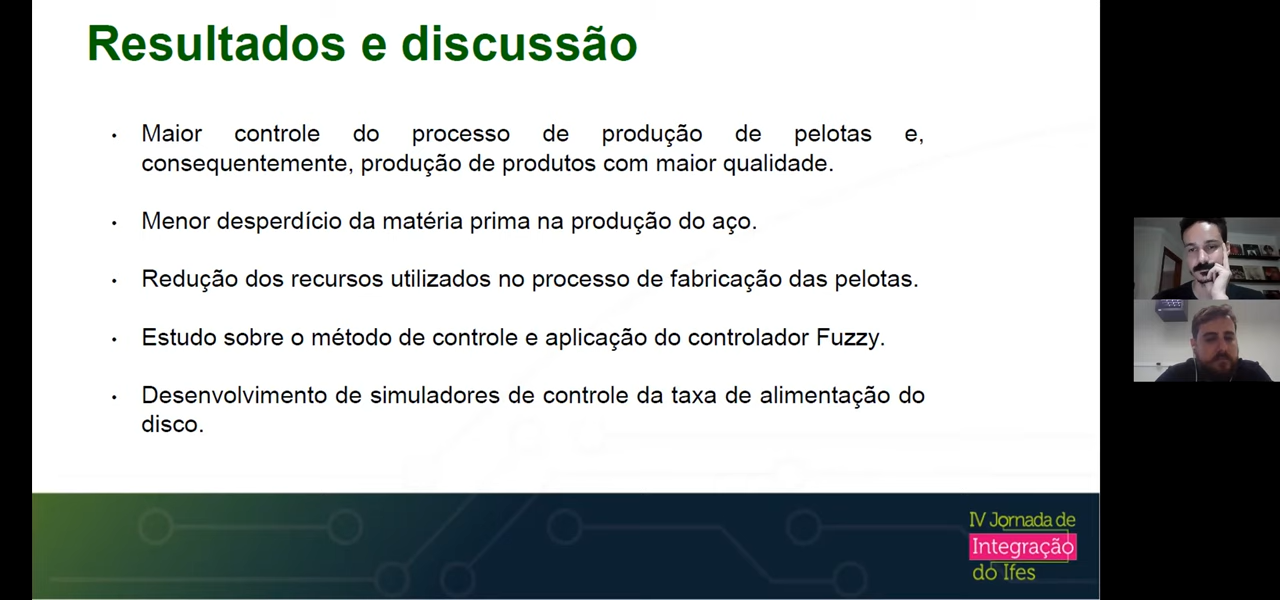 Resultados e discussão
• Maior controle do processo de produção de pelotas e,
consequentemente, produção de produtos com maior qualidade.
• Menor desperdício da matéria prima na produção do aço.
• Redução dos recursos utilizados no processo de fabricação das pelotas.
• Estudo sobre o método de controle e aplicação do controlador Fuzzy.
• Desenvolvimento de simuladores de controle da taxa de alimentação do
disco.
IV Jornada de
Integração
do Ifes